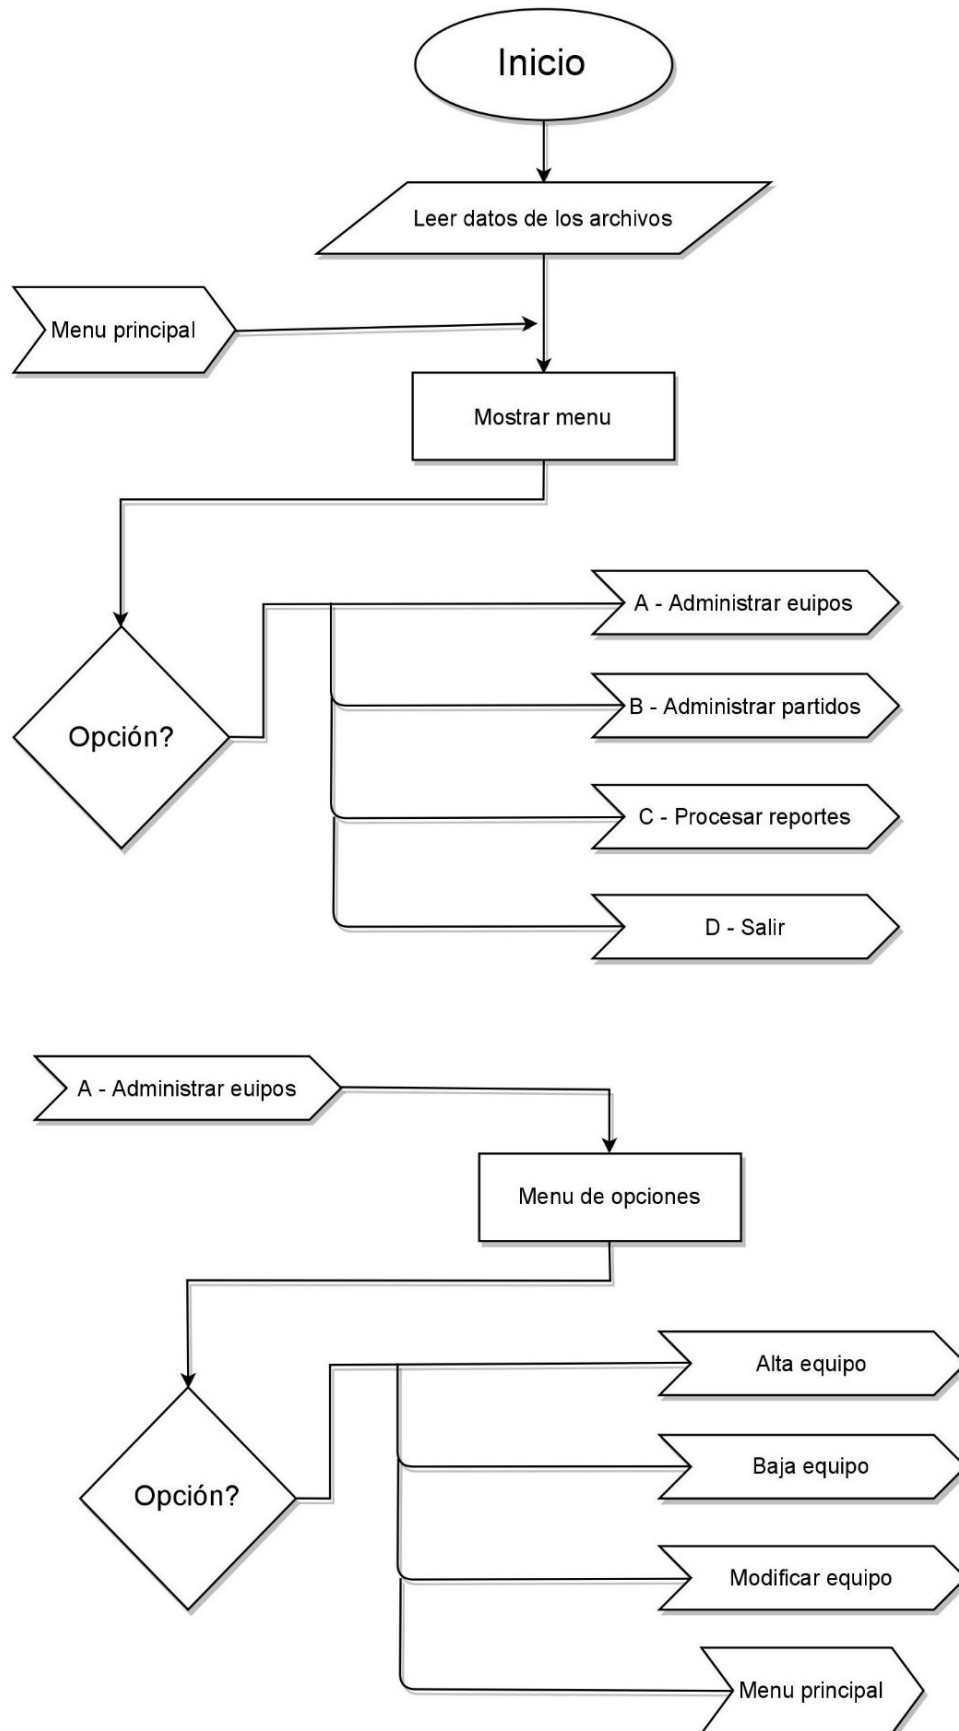 Inicio
Leer datos de los archivos
Menu principal
Mostrar menu
Opción?
A - Administrar euipos
B - Administrar partidos
C - Procesar reportes
D - Salir
A - Administrar euipos
Menu de opciones
Opción?
Alta equipo
Baja equipo
Modificar equipo
Menu principal